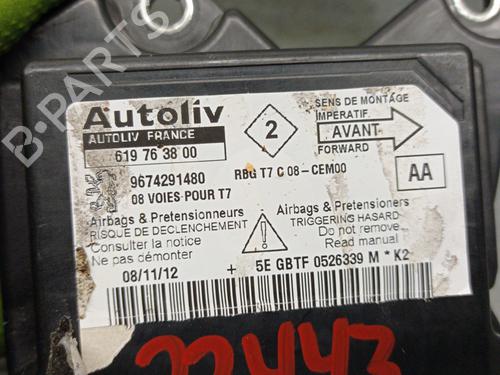 B-PARTS
Autoliv
AUTOLIV FRANCE
619 76 38 00
2
SENS DE MONTAGE
IMPÉRATIF
AVANT
FORWARD
9674291480
RBG T7 C 08-CEM00
AA
08 VOIES POUR T7
Airbags & Pretensionneurs
RISQUE DE DECLENCHEMENT
Consulter la notice
Ne pas démonter
Airbags & Pretensioners
TRIGGERING HASARD
Do not remove
Read manual
08/11/12 + 5E GBTF 0526339 M * K2
22443